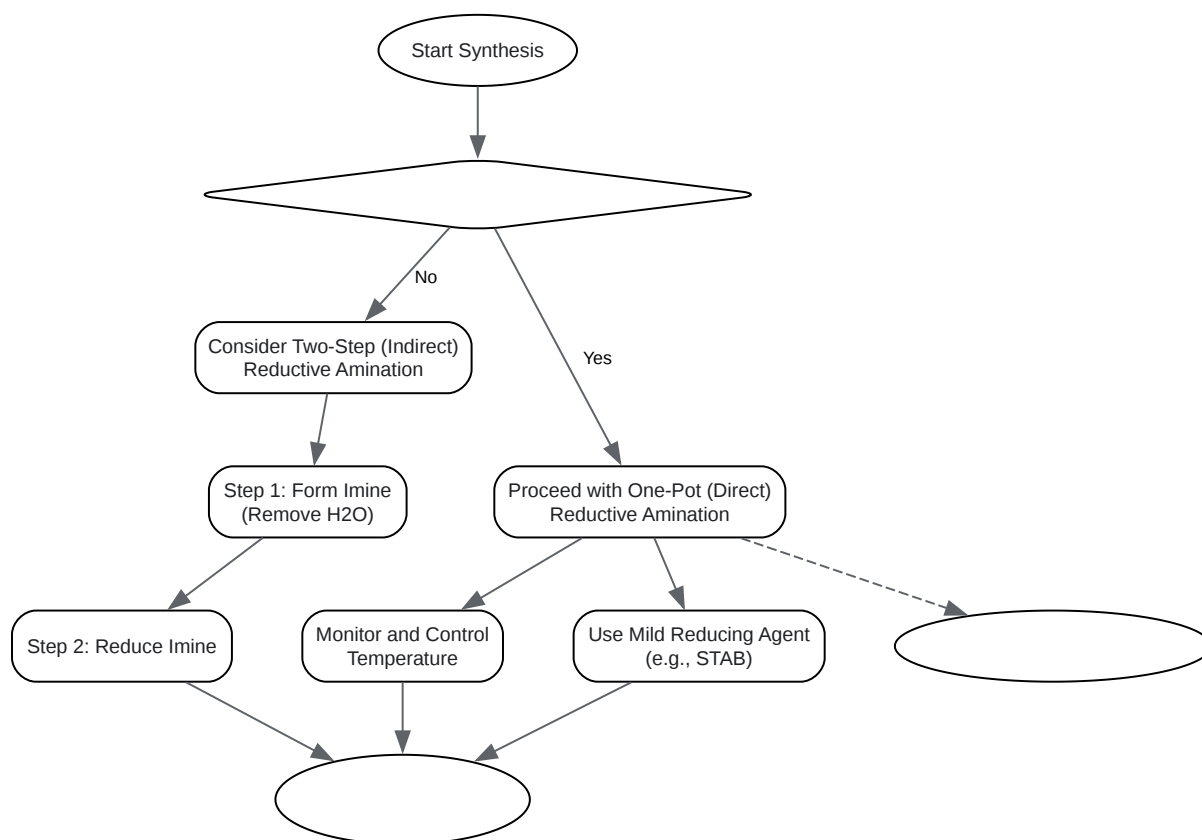 Start Synthesis
No
Consider Two-Step (Indirect)
Reductive Amination
Yes
Step 1: Form Imine
(Remove H2O)
Proceed with One-Pot (Direct)
Reductive Amination
Step 2: Reduce Imine
Monitor and Control
Temperature
Use Mild Reducing Agent
(e.g., STAB)